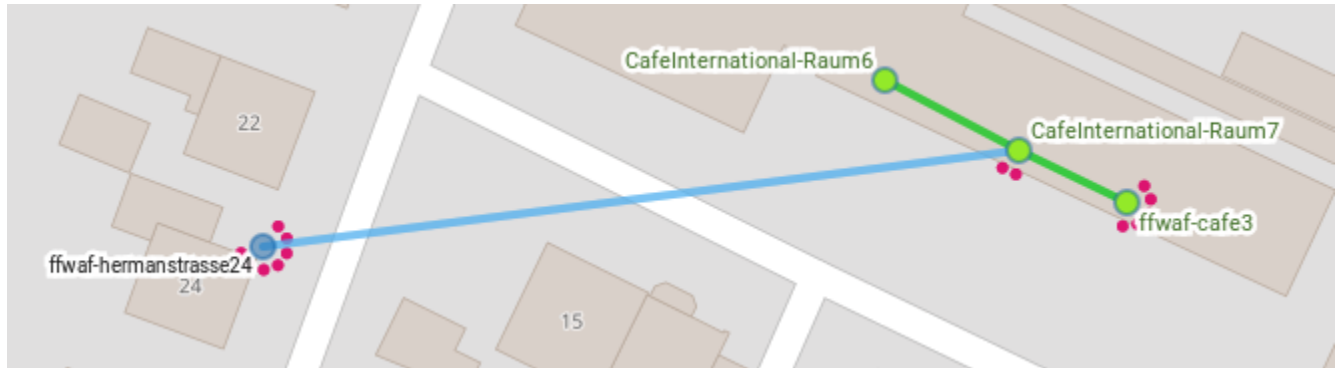 CafeInternational-Raum6
22
CafeInternational-Raum7
ffwaf-cafe3
ffwaf-hermanstrasse24
24
15